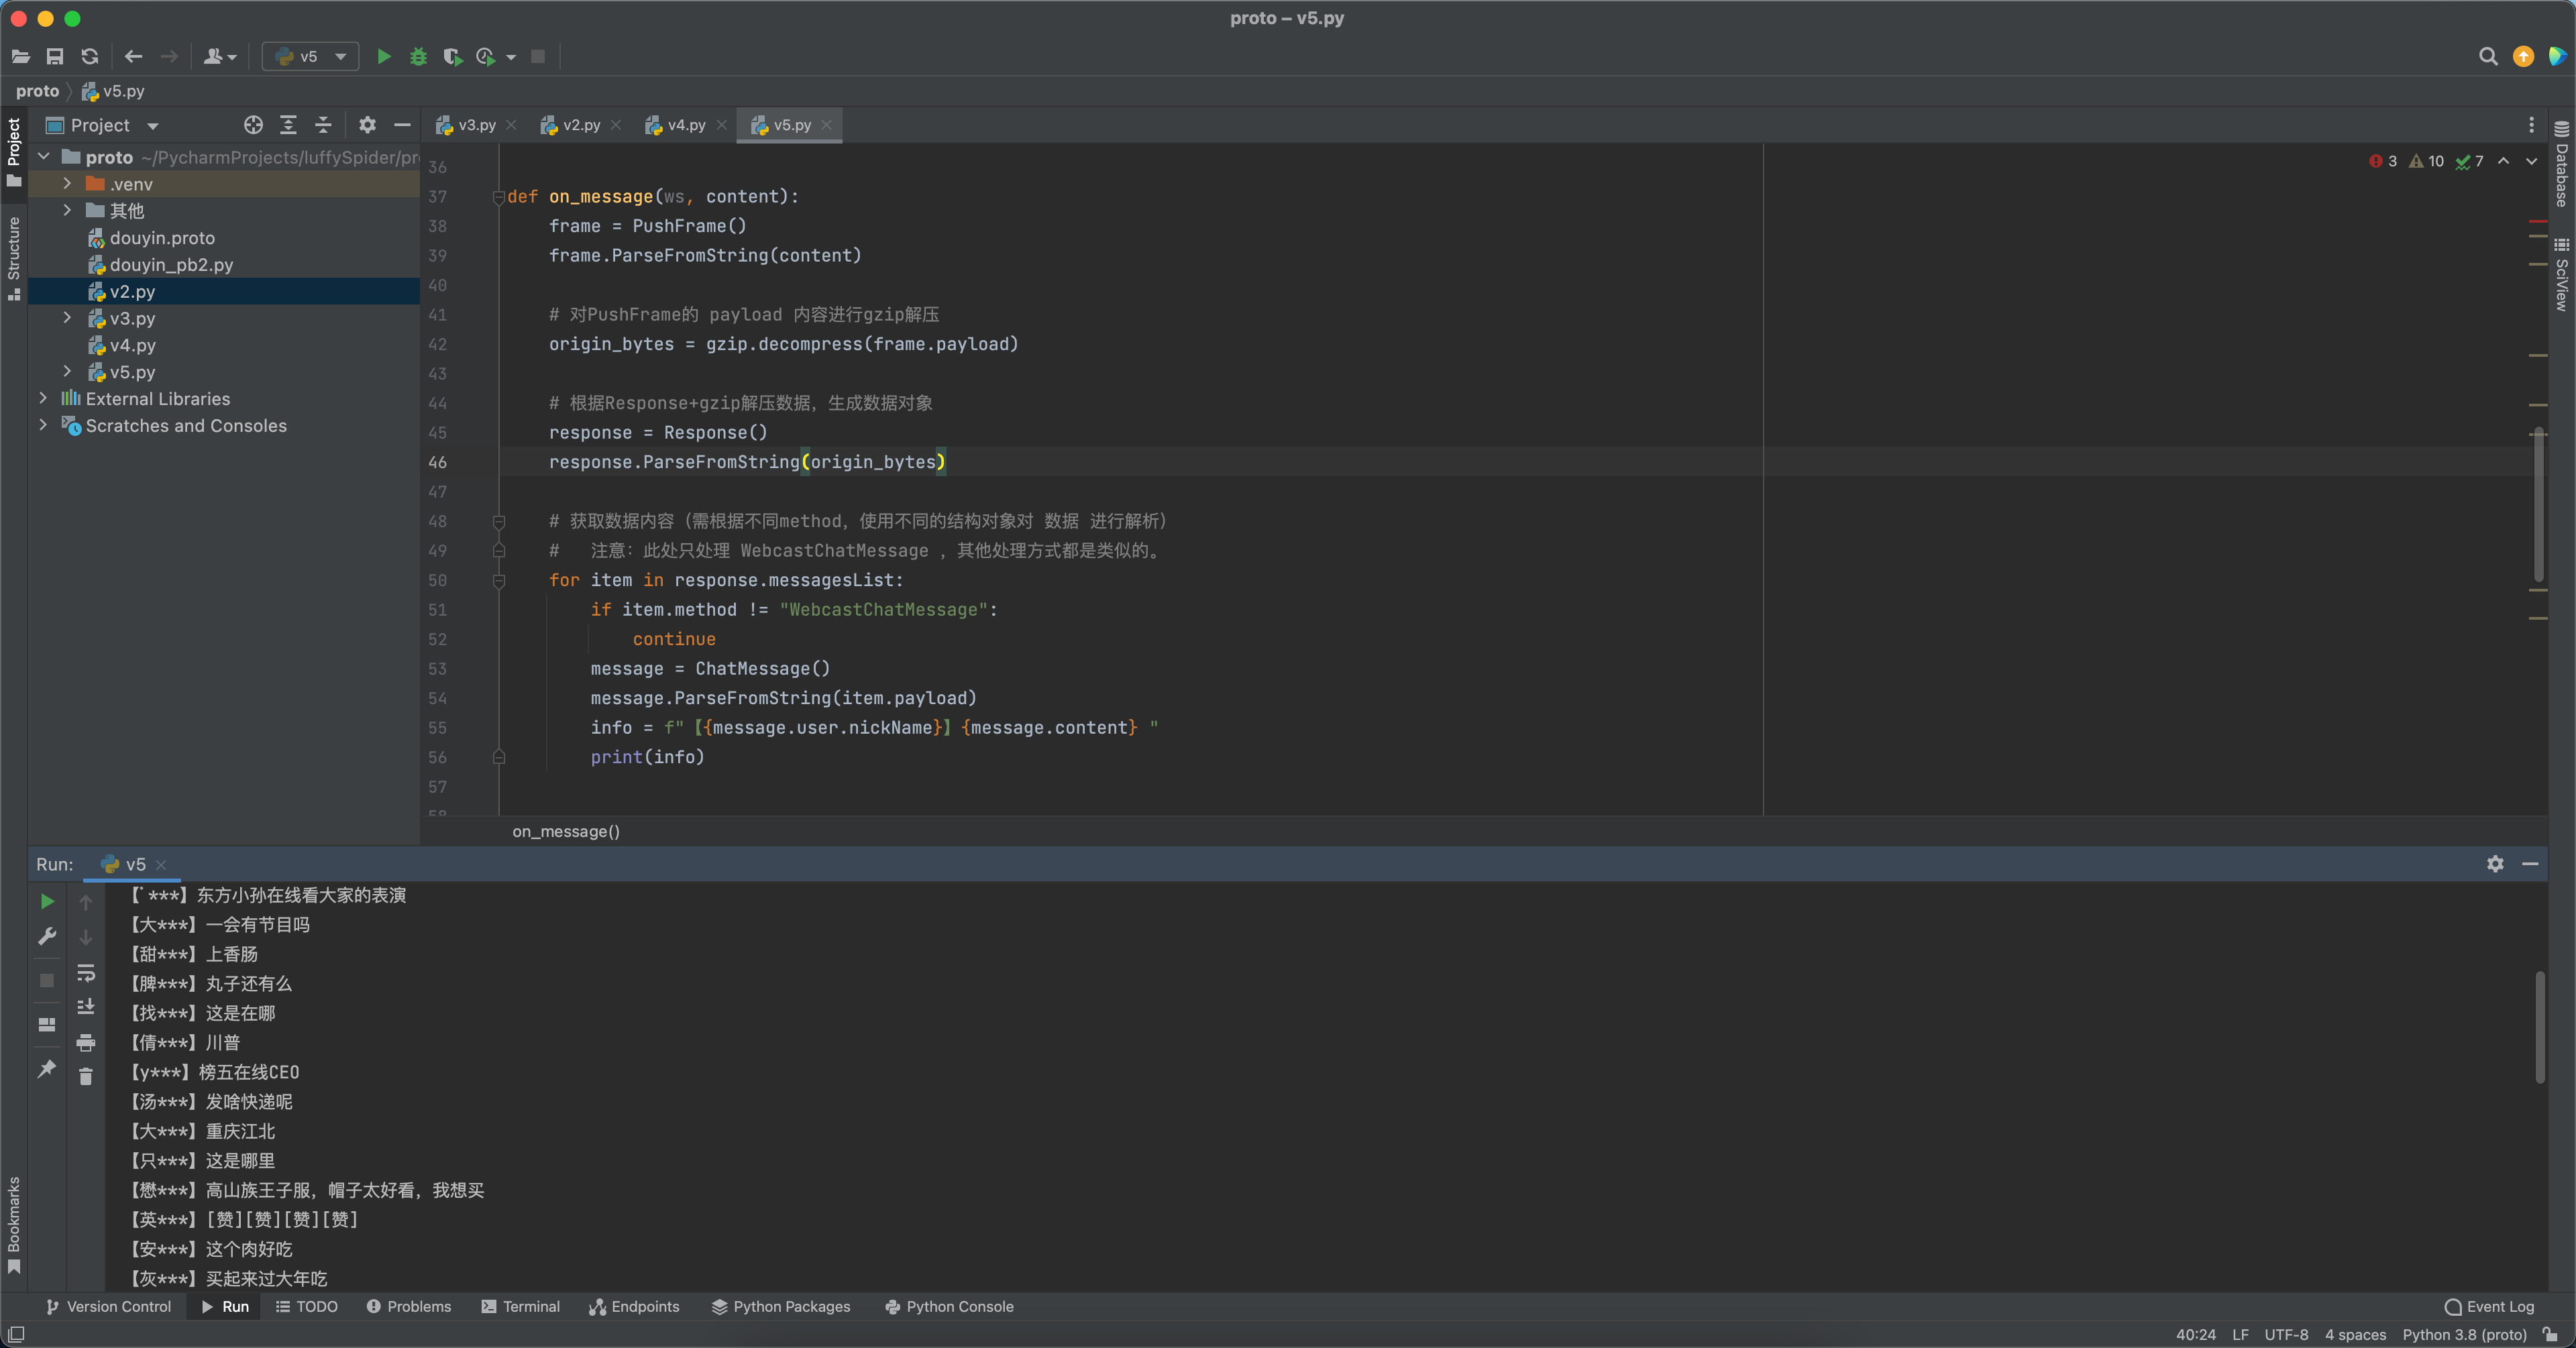 proto – v5.py
v5
proto
v5.py
Project
v3.py
v2.py
v4.py
v5.py
3
10
7
Project
Structure
Bookmarks
Database
SciView
proto ~/PycharmProjects/luffySpider/pr
.venv
其他
douyin.proto
douyin_pb2.py
v2.py
v3.py
v4.py
v5.py
External Libraries
Scratches and Consoles
36
37 def on_message(ws, content):
38 frame = PushFrame()
39 frame.ParseFromString(content)
40
41 # 对PushFrame的 payload 内容进行gzip解压
42 origin_bytes = gzip.decompress(frame.payload)
43
44 # 根据Response+gzip解压数据，生成数据对象
45 response = Response()
46 response.ParseFromString(origin_bytes)
47
48 # 获取数据内容（需根据不同method，使用不同的结构对象对 数据 进行解析）
49 # 注意：此处只处理 WebcastChatMessage ，其他处理方式都是类似的。
50 for item in response.messagesList:
51 if item.method != "WebcastChatMessage":
52 continue
53 message = ChatMessage()
54 message.ParseFromString(item.payload)
55 info = f"【{message.user.nickName}】{message.content} "
56 print(info)
57
58
on_message()
Run:
v5
***】东方小孙在线看大家的表演
【大***】一会有节目吗
【甜***】上香肠
【脾***】丸子还有么
【找***】这是在哪
【倩***】川普
【y***】榜五在线CEO
【汤***】发啥快递呢
【大***】重庆江北
【只***】这是哪里
【懋***】高山族王子服，帽子太好看，我想买
【英***】[赞][赞][赞][赞]
【安***】这个肉好吃
【灰***】买起来过大年吃
Version Control
Run
TODO
Problems
Terminal
Endpoints
Python Packages
Python Console
Event Log
40:24
LF
UTF-8
4 spaces
Python 3.8 (proto)